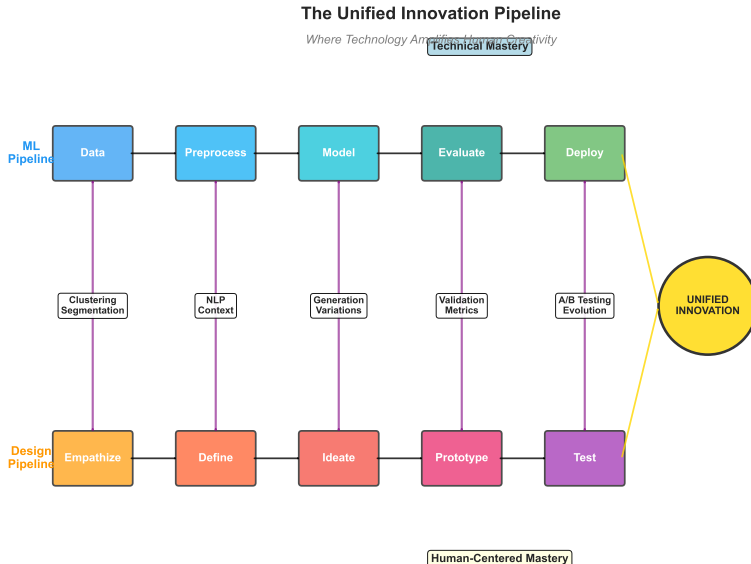 The Unified Innovation Pipeline
Where Technology Amplifies Human Creativity
Technical Mastery
ML
Pipeline
Data
Preprocess
Model
Evaluate
Deploy
Clustering
Segmentation
NLP
Context
Generation
Variations
Validation
Metrics
A/B Testing
Evolution
UNIFIED
INNOVATION
Design
Pipeline
Empathize
Define
Ideate
Prototype
Test
Human-Centered Mastery